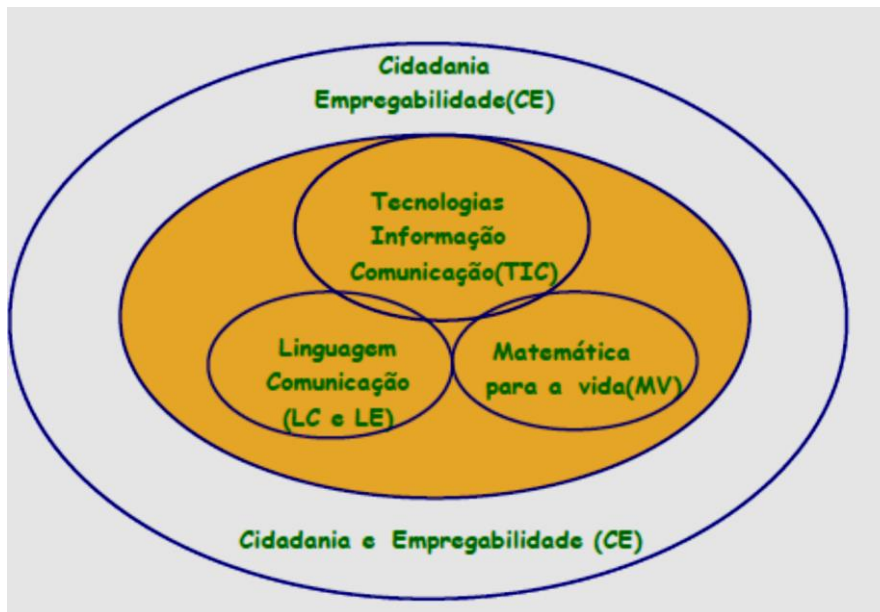 Cidadania
Empregabilidade(CE)
Tecnologias
Informação
Comunicação(TIC)
Linguagem
Comunicação
(LC e LE)
Matemática
para a vida(MV)
Cidadania e Empregabilidade (CE)